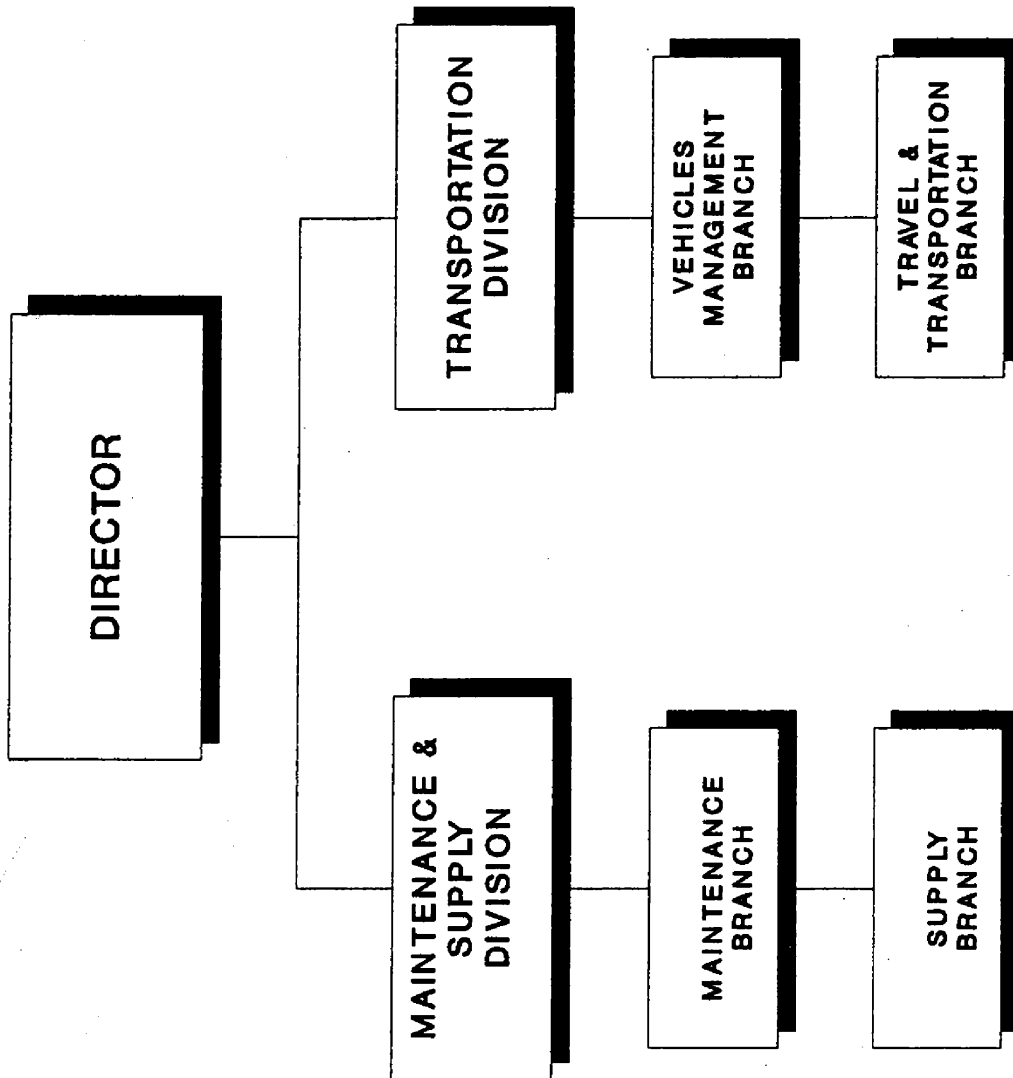 DIRECTOR
MAINTENANCE &
SUPPLY
DIVISION
TRANSPORTATION
DIVISION
MAINTENANCE
BRANCH
VEHICLES
MANAGEMENT
BRANCH
SUPPLY
BRANCH
TRAVEL &
TRANSPORTATION
BRANCH